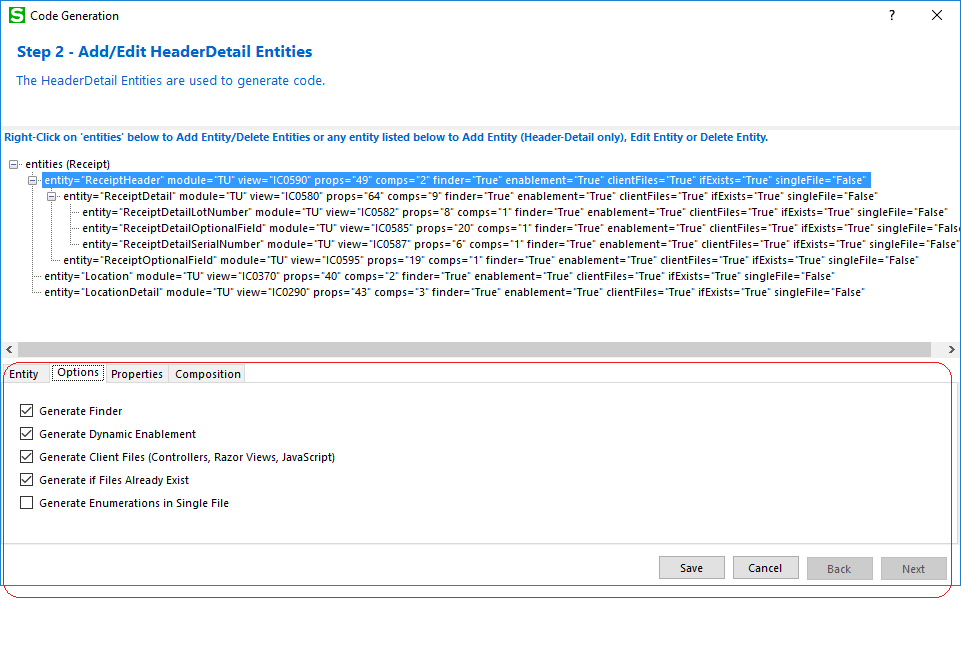 S Code Generation ?
Step 2 - Add/Edit HeaderDetail Entities
The HeaderDetail Entities are used to generate code.
Right-Click on 'entities' below to Add Entity/Delete Entities or any entity listed below to Add Entity (Header-Detail only), Edit Entity or Delete Entity.
entities (Receipt)
entity="ReceiptHeader" module="TU" view="IC0590" props="49" comps="2" finder="True" enablement="True" clientFiles="True" ifExists="True" singleFile="False"
entity="ReceiptDetail" module="TU" view="IC0580" props="64" comps="9" finder="True" enablement="True" clientFiles="True" ifExists="True" singleFile="False"
entity="ReceiptDetailLotNumber" module="TU" view="IC0582" props="8" comps="1" finder="True" enablement="True" clientFiles="True" ifExists="True" singleFile="False"
entity="ReceiptDetailOptionalField" module="TU" view="IC0585" props="20" comps="1" finder="True" enablement="True" clientFiles="True" ifExists="True" singleFile="Fals
entity="ReceiptDetailSerialNumber" module="TU" view="IC0587" props="6" comps="1" finder="True" enablement="True" clientFiles="True" ifExists="True" singleFile="False"
entity="ReceiptOptionalField" module="TU" view="IC0595" props="19" comps="1" finder="True" enablement="True" clientFiles="True" ifExists="True" singleFile="False"
entity="Location" module="TU" view="IC0370" props="40" comps="2" finder="True" enablement="True" clientFiles="True" ifExists="True" singleFile="False"
entity="LocationDetail" module="TU" view="IC0290" props="43" comps="3" finder="True" enablement="True" clientFiles="True" ifExists="True" singleFile="False"
Entity Options Properties Composition
Generate Finder
Generate Dynamic Enablement
Generate Client Files (Controllers, Razor Views, JavaScript)
Generate if Files Already Exist
Generate Enumerations in Single File
Save Cancel Back Next